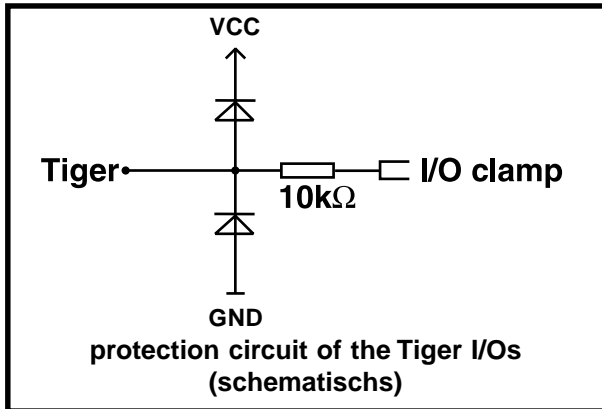 VCC
Tiger
I/O clamp
10kΩ
GND
protection circuit of the Tiger I/Os
(schematischs)